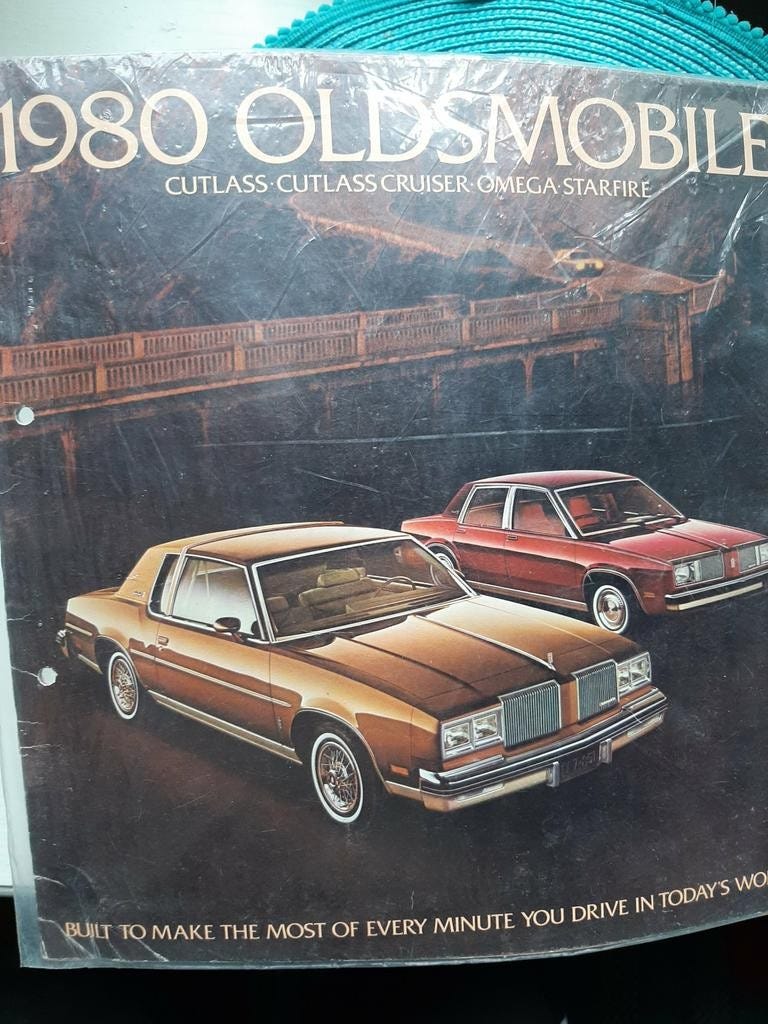 1980 OLDSMOBILE
CUTLASS·CUTLASS CRUISER·OMEGA·STARFIRE
BUILT TO MAKE THE MOST OF EVERY MINUTE YOU DRIVE IN TODAY'S